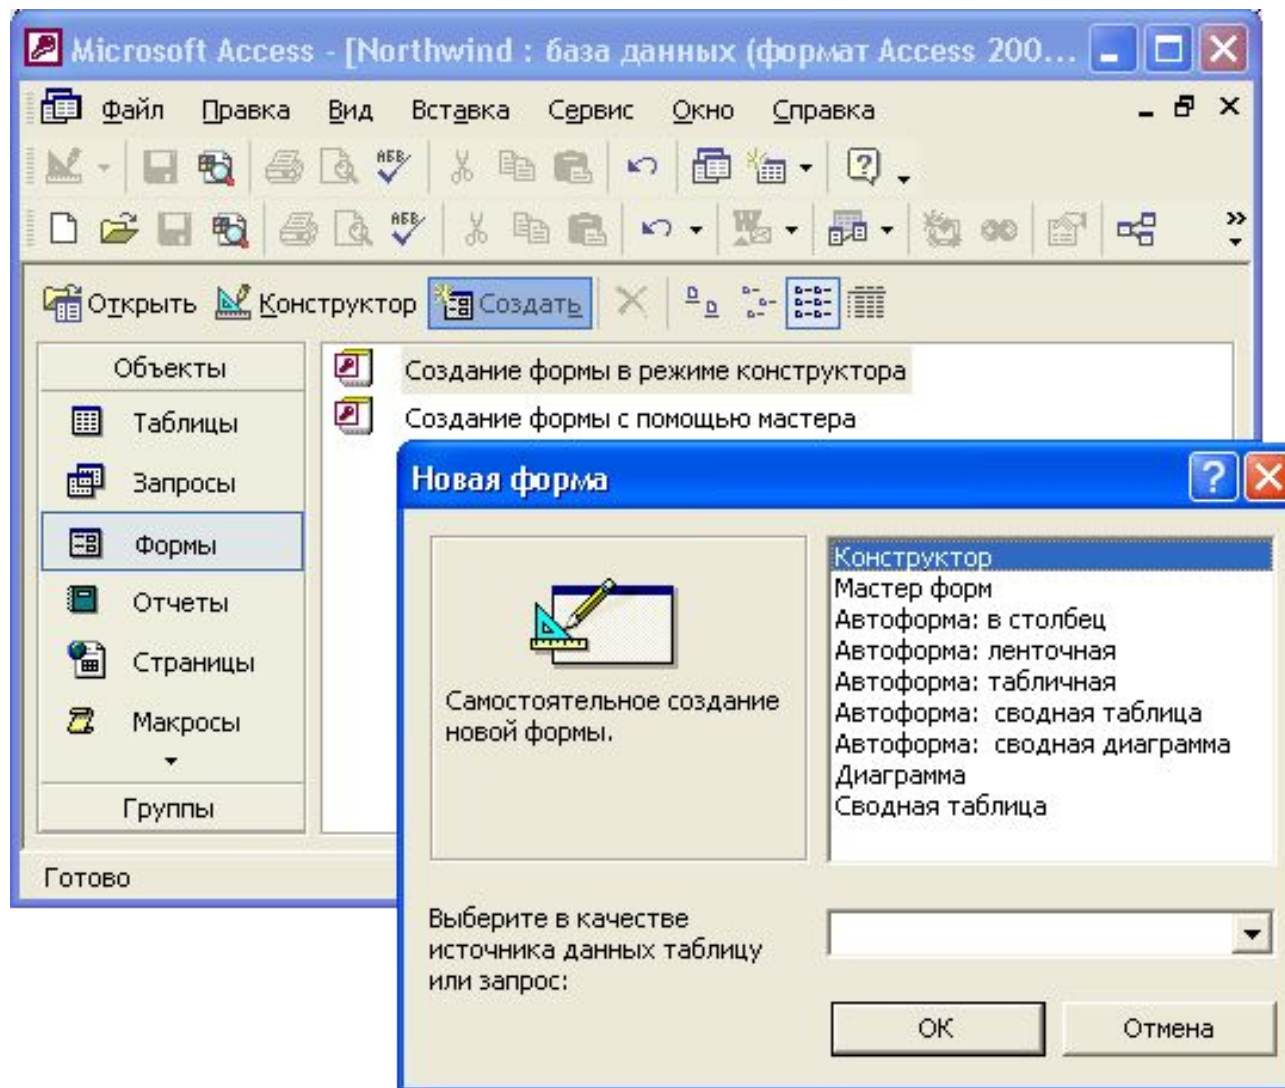 Microsoft Access - [Northwind : база данных (формат Access 200...
Файл Правка Вид Вставка Сервис Окно Справка
Открыть Конструктор Создать
Объекты
Таблицы
Запросы
Формы
Отчеты
Страницы
Макросы
Группы
Создание формы в режиме конструктора
Создание формы с помощью мастера
Готово
Новая форма
Самостоятельное создание
новой формы.
Конструктор
Мастер форм
Автоформа: в столбец
Автоформа: ленточная
Автоформа: табличная
Автоформа: сводная таблица
Автоформа: сводная диаграмма
Диаграмма
Сводная таблица
Выберите в качестве
источника данных таблицу
или запрос:
ОК Отмена